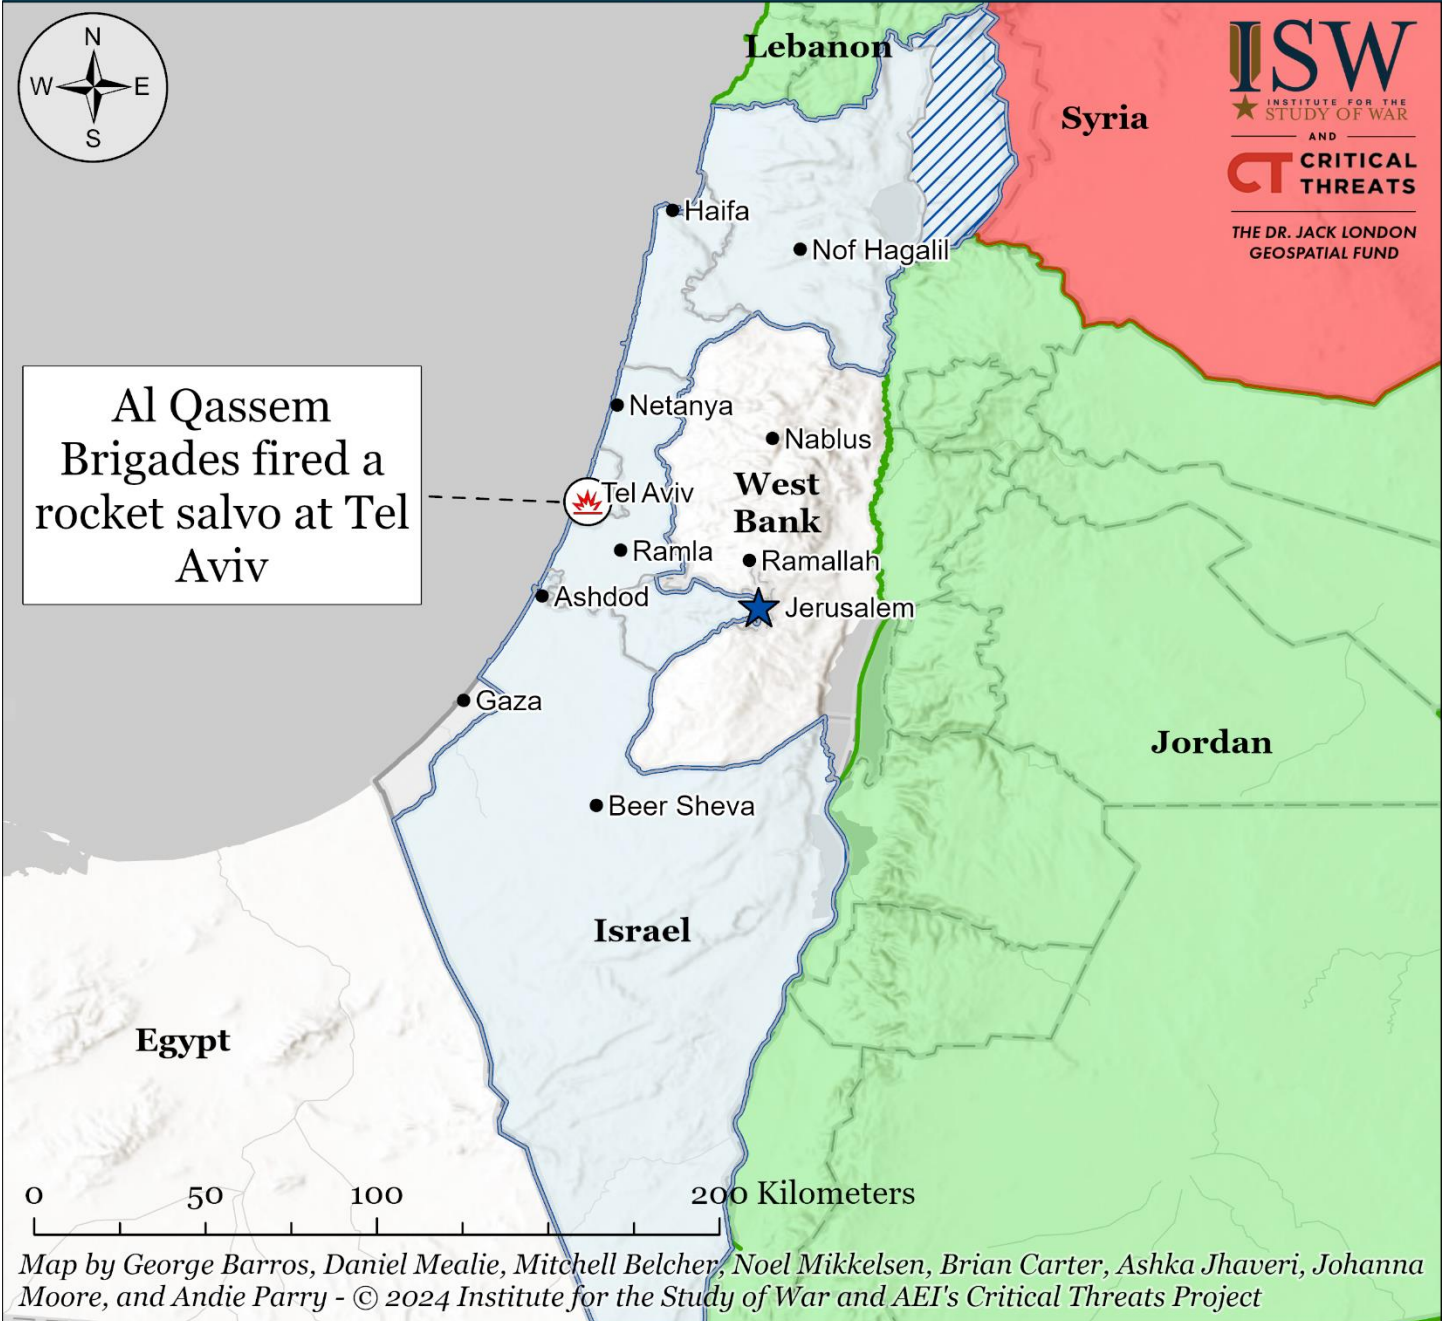 N
W
E
S
Lebanon
Syria
ISW
INSTITUTE FOR THE
STUDY OF WAR
AND
CT CRITICAL
THREATS
THE DR. JACK LONDON
GEOSPATIAL FUND
Haifa
Nof Hagalil
Al Qassem
Brigades fired a
rocket salvo at Tel
Aviv
Netanya
Nablus
Tel Aviv
West
Bank
Ramla
Ramallah
Ashdod
Jerusalem
Gaza
Jordan
Beer Sheva
Israel
Egypt
0 50 100 200 Kilometers
Map by George Barros, Daniel Mealie, Mitchell Belcher, Noel Mikkelsen, Brian Carter, Ashka Jhaveri, Johanna
Moore, and Andie Parry - © 2024 Institute for the Study of War and AEI's Critical Threats Project